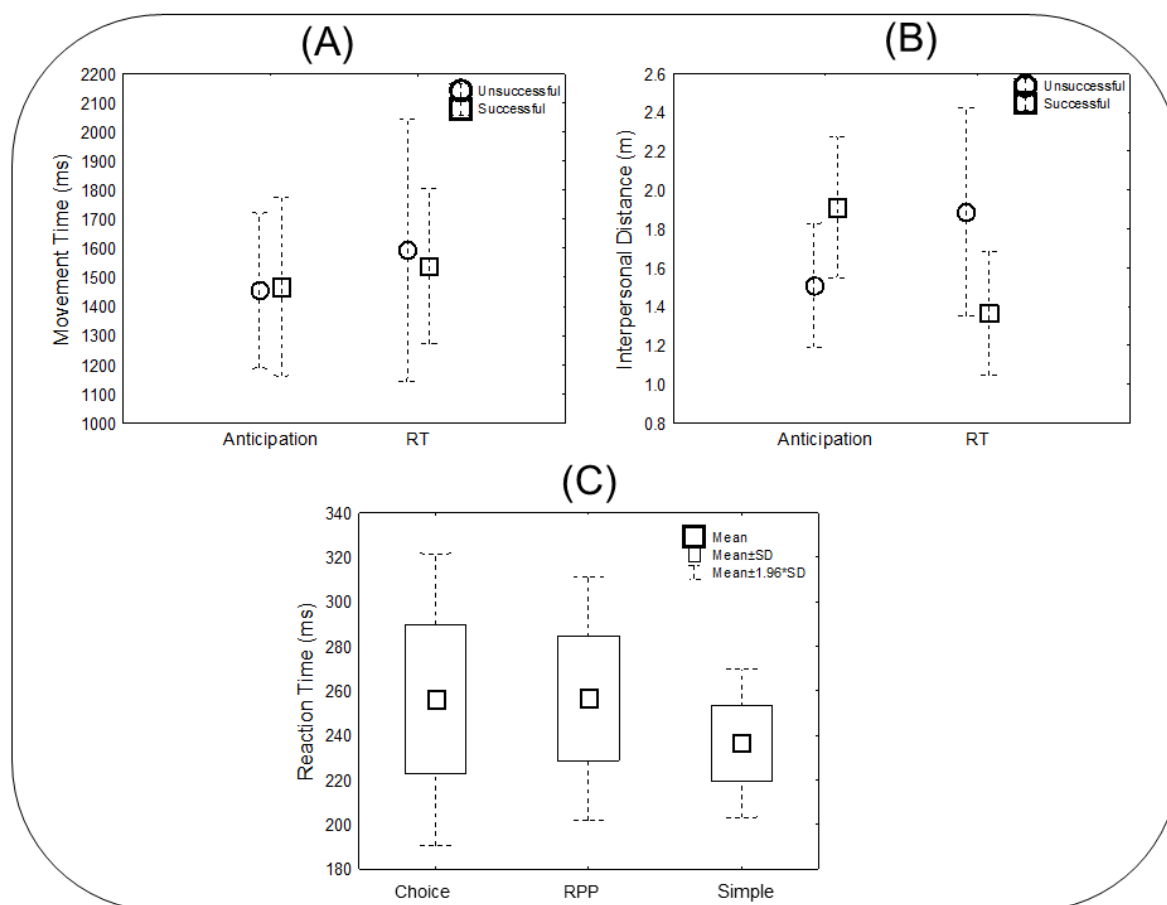 (A)
2200
2100
2000
1900
1800
1700
1600
1500
1400
1300
1200
1100
1000
Movement Time (ms)
Unsuccessful
Successful
Anticipation RT
(B)
2.6
2.4
2.2
2.0
1.8
1.6
1.4
1.2
1.0
0.8
Interpersonal Distance (m)
Unsuccessful
Successful
Anticipation RT
(C)
340
320
300
280
260
240
220
200
180
Reaction Time (ms)
Mean
Mean±SD
Mean±1.96*SD
Choice RPP Simple